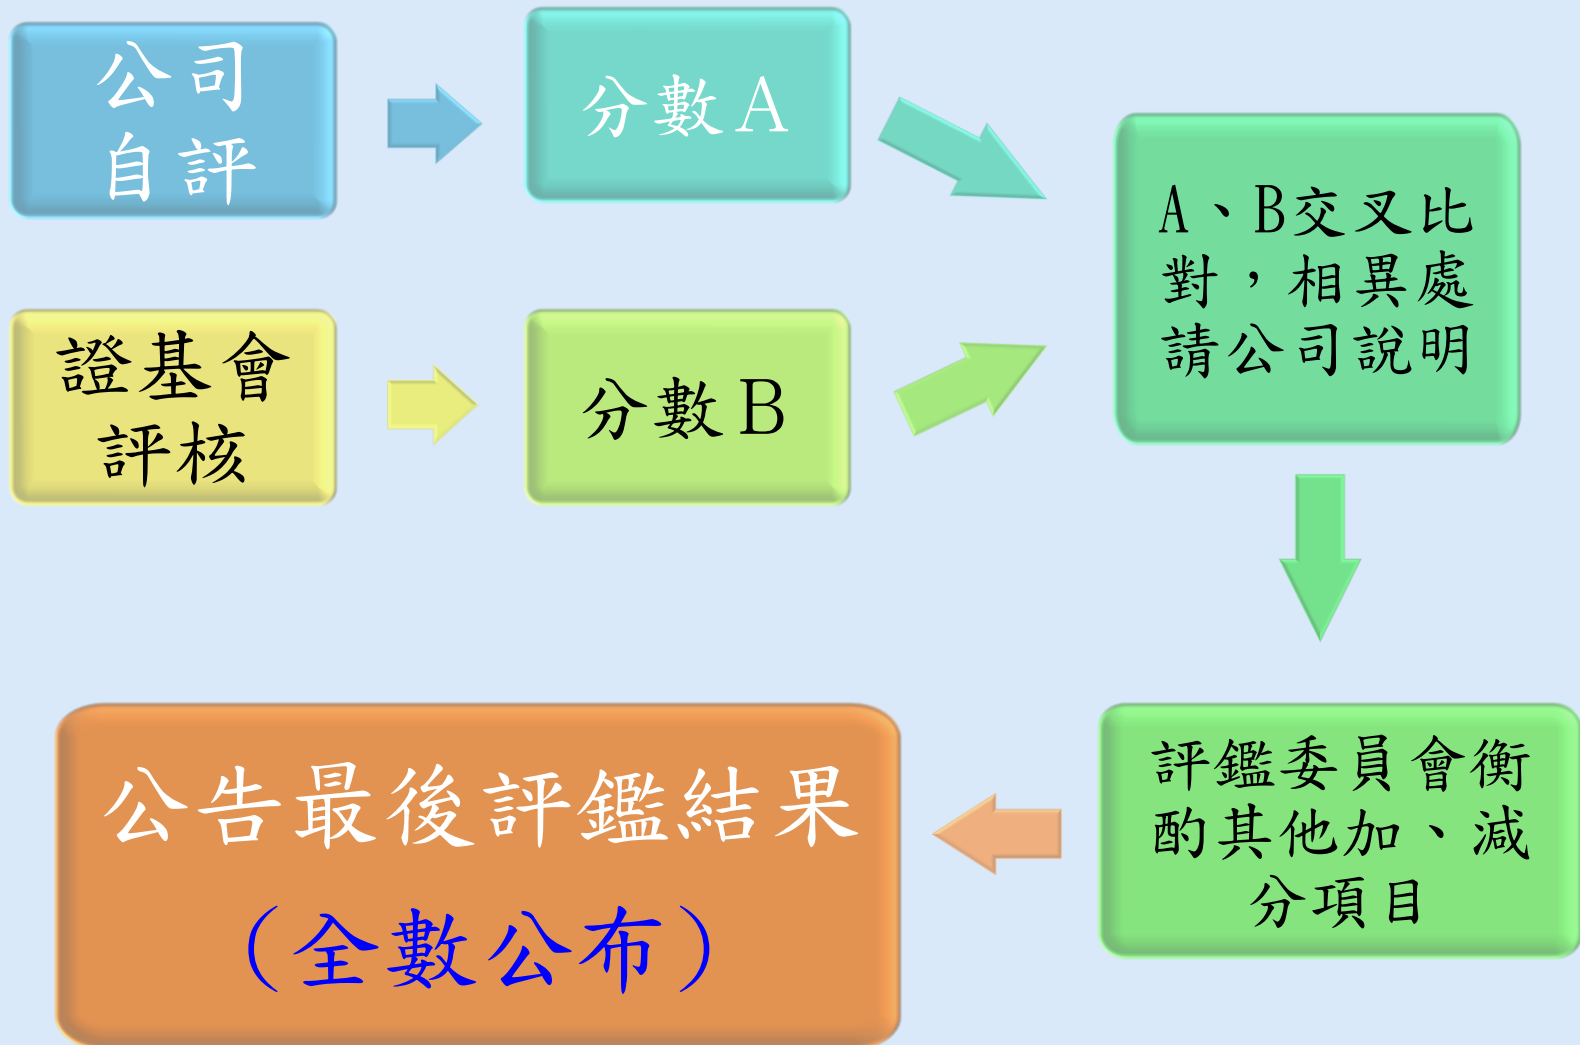 公司
自評
分數A
證基會
評核
分數B
A、B交叉比
對，相異處
請公司說明
評鑑委員會衡
酌其他加、減
分項目
公告最後評鑑結果
（全數公布）